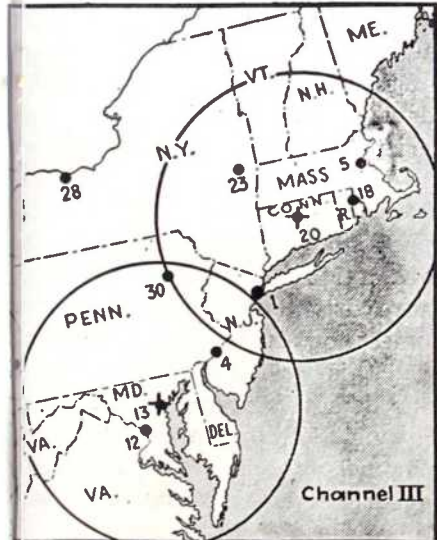 ME.
VT.
N.H.
N.Y.
5
MASS
23
28
18
CONN
R.I.
20
30
1
PENN.
N.J.
4
MD.
13
12
DEL.
VA.
VA.
Channel III